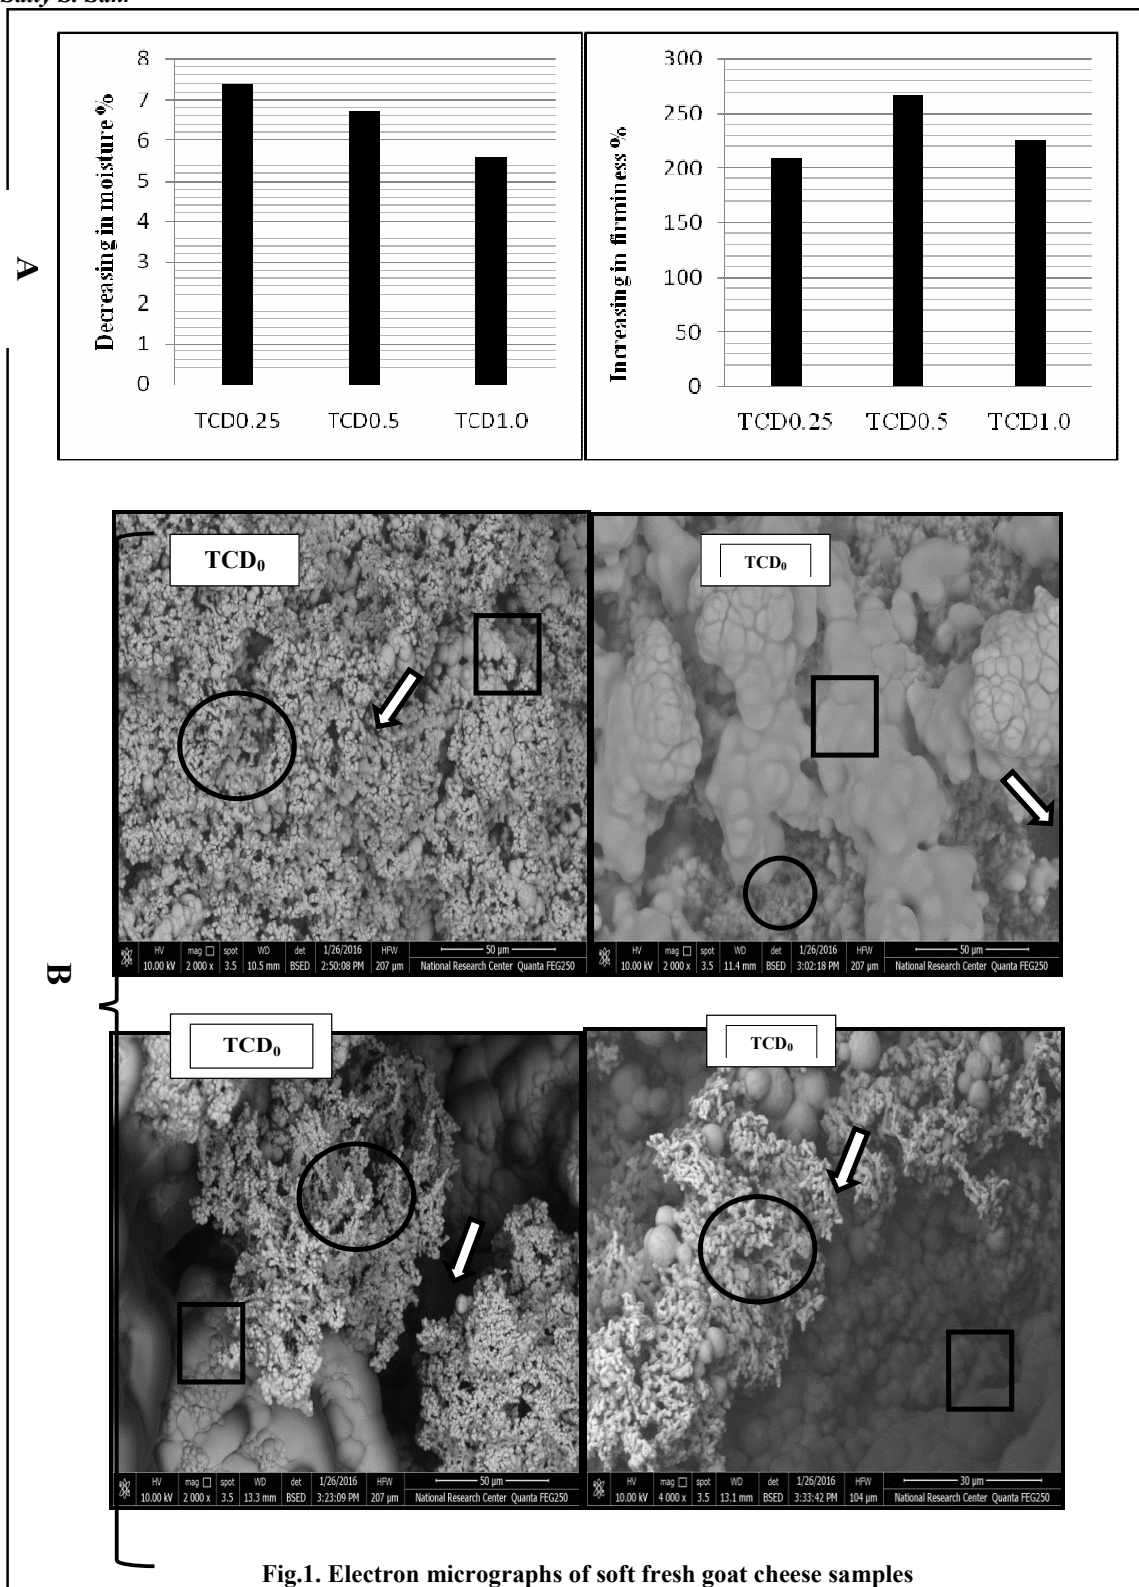 8
7
6
5
4
3
2
1
0
Decreasing in moisture %
TCD0.25 TCD0.5 TCD1.0
300
250
200
150
100
50
0
Increasing in firminess %
TCD0.25 TCD0.5 TCD1.0
A
TCD₀
HV mag □ spot WD det 1/26/2016 HFW 50 µm
10.00 kV 2 000 x 3.5 10.5 mm BSED 2:50:08 PM 207 µm National Research Center Quanta FEG250
TCD₀
HV mag □ spot WD det 1/26/2016 HFW 50 µm
10.00 kV 2 000 x 3.5 11.4 mm BSED 3:02:18 PM 207 µm National Research Center Quanta FEG250
B
TCD₀
HV mag □ spot WD det 1/26/2016 HFW 50 µm
10.00 kV 2 000 x 3.5 13.3 mm BSED 3:23:09 PM 207 µm National Research Center Quanta FEG250
TCD₀
HV mag □ spot WD det 1/26/2016 HFW 30 µm
10.00 kV 4 000 x 3.5 13.1 mm BSED 3:33:42 PM 104 µm National Research Center Quanta FEG250
Fig.1. Electron micrographs of soft fresh goat cheese samples